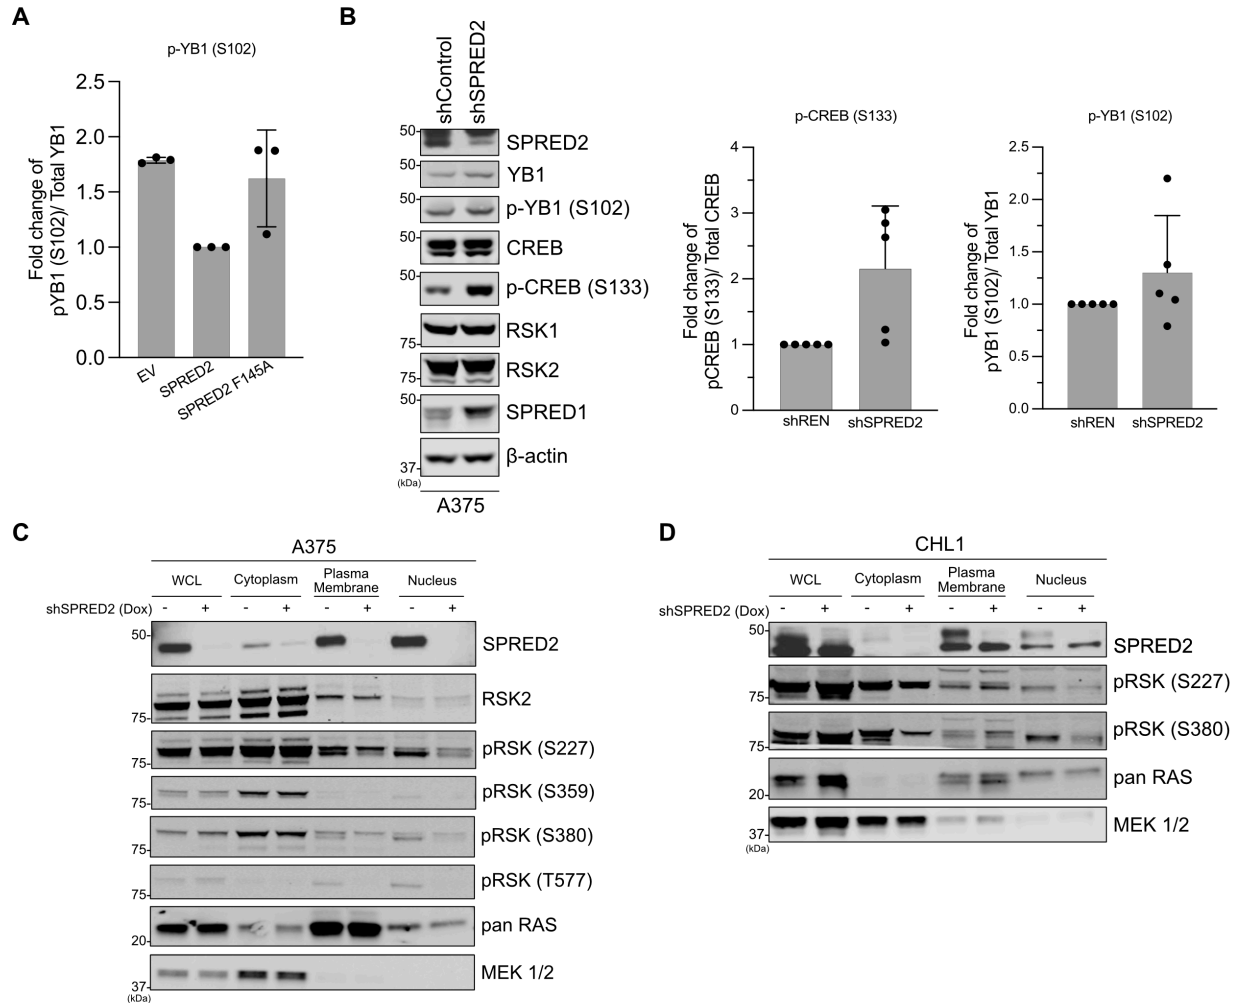 A
p-YB1 (S102)
Fold change of
pYB1 (S102)/ Total YB1
2.5
2.0
1.5
1.0
0.5
0.0
EV
SPRED2
SPRED2 F145A
B
shControl
shSPRED2
50-
SPRED2
50-
YB1
50-
p-YB1 (S102)
50-
CREB
50-
p-CREB (S133)
RSK1
75-
RSK2
75-
50-
SPRED1
β-actin
37-
(kDa)
A375
p-CREB (S133)
Fold change of
pCREB (S133)/ Total CREB
4
3
2
1
0
shREN
shSPRED2
p-YB1 (S102)
Fold change of
pYB1 (S102)/ Total YB1
2.5
2.0
1.5
1.0
0.5
0.0
shREN
shSPRED2
C
A375
WCL
Cytoplasm
Plasma
Membrane
Nucleus
shSPRED2 (Dox)
- + - + - + - +
50-
SPRED2
RSK2
75-
pRSK (S227)
75-
pRSK (S359)
75-
pRSK (S380)
75-
pRSK (T577)
75-
pan RAS
20-
MEK 1/2
37-
(kDa)
D
CHL1
WCL
Cytoplasm
Plasma
Membrane
Nucleus
shSPRED2 (Dox)
- + - + - + - +
50-
SPRED2
pRSK (S227)
75-
pRSK (S380)
75-
pan RAS
20-
MEK 1/2
37-
(kDa)